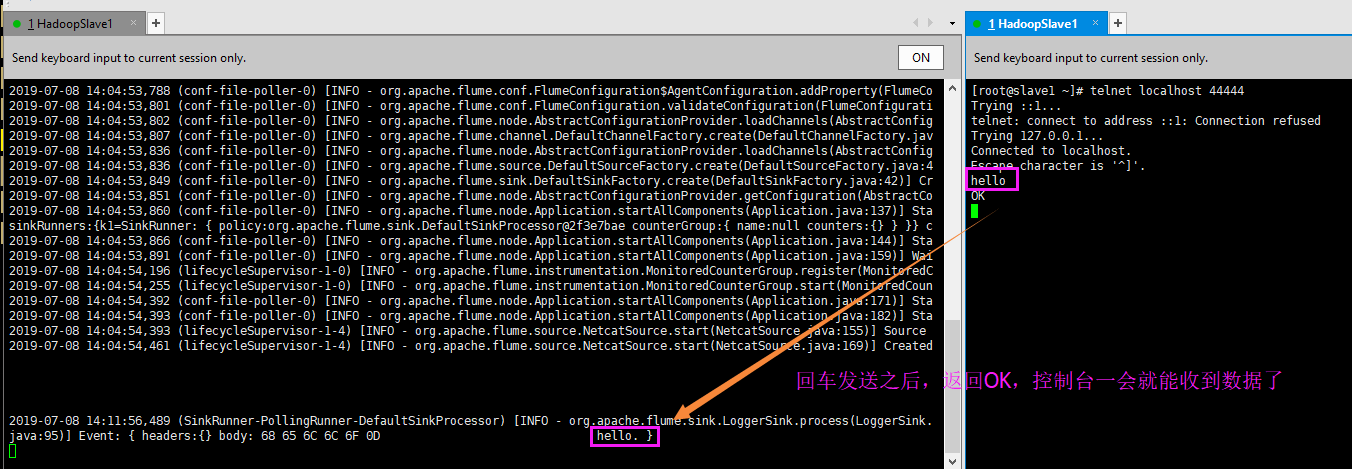 1 HadoopSlave1 × +
Send keyboard input to current session only.
ON
2019-07-08 14:04:53,788 (conf-file-poller-0) [INFO - org.apache.flume.conf.FlumeConfiguration$AgentConfiguration.addProperty(FlumeCo
2019-07-08 14:04:53,801 (conf-file-poller-0) [INFO - org.apache.flume.conf.FlumeConfiguration.validateConfiguration(FlumeConfigurati
2019-07-08 14:04:53,802 (conf-file-poller-0) [INFO - org.apache.flume.node.AbstractConfigurationProvider.loadChannels(AbstractConfig
2019-07-08 14:04:53,807 (conf-file-poller-0) [INFO - org.apache.flume.channel.DefaultChannelFactory.create(DefaultChannelFactory.jav
2019-07-08 14:04:53,836 (conf-file-poller-0) [INFO - org.apache.flume.node.AbstractConfigurationProvider.loadChannels(AbstractConfig
2019-07-08 14:04:53,836 (conf-file-poller-0) [INFO - org.apache.flume.source.DefaultSourceFactory.create(DefaultSourceFactory.java:4
2019-07-08 14:04:53,849 (conf-file-poller-0) [INFO - org.apache.flume.sink.DefaultSinkFactory.create(DefaultSinkFactory.java:42)] Cr
2019-07-08 14:04:53,851 (conf-file-poller-0) [INFO - org.apache.flume.node.AbstractConfigurationProvider.getConfiguration(AbstractCo
2019-07-08 14:04:53,860 (conf-file-poller-0) [INFO - org.apache.flume.node.Application.startAllComponents(Application.java:137)] Sta
sinkRunners:{k1=SinkRunner: { policy:org.apache.flume.sink.DefaultSinkProcessor@2f3e7bae counterGroup:{ name:null counters:{} } }} c
2019-07-08 14:04:53,866 (conf-file-poller-0) [INFO - org.apache.flume.node.Application.startAllComponents(Application.java:144)] Sta
2019-07-08 14:04:53,891 (conf-file-poller-0) [INFO - org.apache.flume.node.Application.startAllComponents(Application.java:159)] Wai
2019-07-08 14:04:54,196 (lifecycleSupervisor-1-0) [INFO - org.apache.flume.instrumentation.MonitoredCounterGroup.register(MonitoredC
2019-07-08 14:04:54,255 (lifecycleSupervisor-1-0) [INFO - org.apache.flume.instrumentation.MonitoredCounterGroup.start(MonitoredCoun
2019-07-08 14:04:54,392 (conf-file-poller-0) [INFO - org.apache.flume.node.Application.startAllComponents(Application.java:171)] Sta
2019-07-08 14:04:54,393 (conf-file-poller-0) [INFO - org.apache.flume.node.Application.startAllComponents(Application.java:182)] Sta
2019-07-08 14:04:54,393 (lifecycleSupervisor-1-4) [INFO - org.apache.flume.source.NetcatSource.start(NetcatSource.java:155)] Source
2019-07-08 14:04:54,461 (lifecycleSupervisor-1-4) [INFO - org.apache.flume.source.NetcatSource.start(NetcatSource.java:169)] Created
2019-07-08 14:11:56,489 (SinkRunner-PollingRunner-DefaultSinkProcessor) [INFO - org.apache.flume.sink.LoggerSink.process(LoggerSink.
java:95)] Event: { headers:{} body: 68 65 6C 6C 6F 0D hello. }
1 HadoopSlave1 × +
Send keyboard input to current session only.
[root@slave1 ~]# telnet localhost 44444
Trying ::1...
telnet: connect to address ::1: Connection refused
Trying 127.0.0.1...
Connected to localhost.
Escape character is '^]'.
hello
OK
回车发送之后，返回OK，控制台一会就能收到数据了